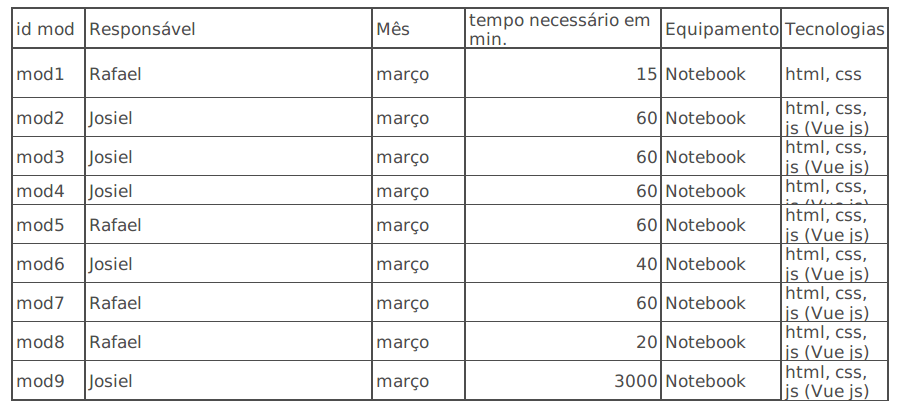 id mod Responsável Mês tempo necessário em min. Equipamento Tecnologias
mod1 Rafael março 15 Notebook html, css
mod2 Josiel março 60 Notebook html, css, js (Vue js)
mod3 Josiel março 60 Notebook html, css, js (Vue js)
mod4 Josiel março 60 Notebook html, css,
mod5 Rafael março 60 Notebook html, css, js (Vue js)
mod6 Josiel março 40 Notebook html, css, js (Vue js)
mod7 Rafael março 60 Notebook html, css, js (Vue js)
mod8 Rafael março 20 Notebook html, css, js (Vue js)
mod9 Josiel março 3000 Notebook html, css, js (Vue js)